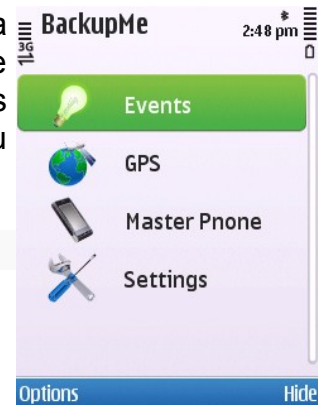 a
e
s
u
BackupMe
3G
2:48 pm
Events
GPS
Master Pnone
Settings
Options
Hide